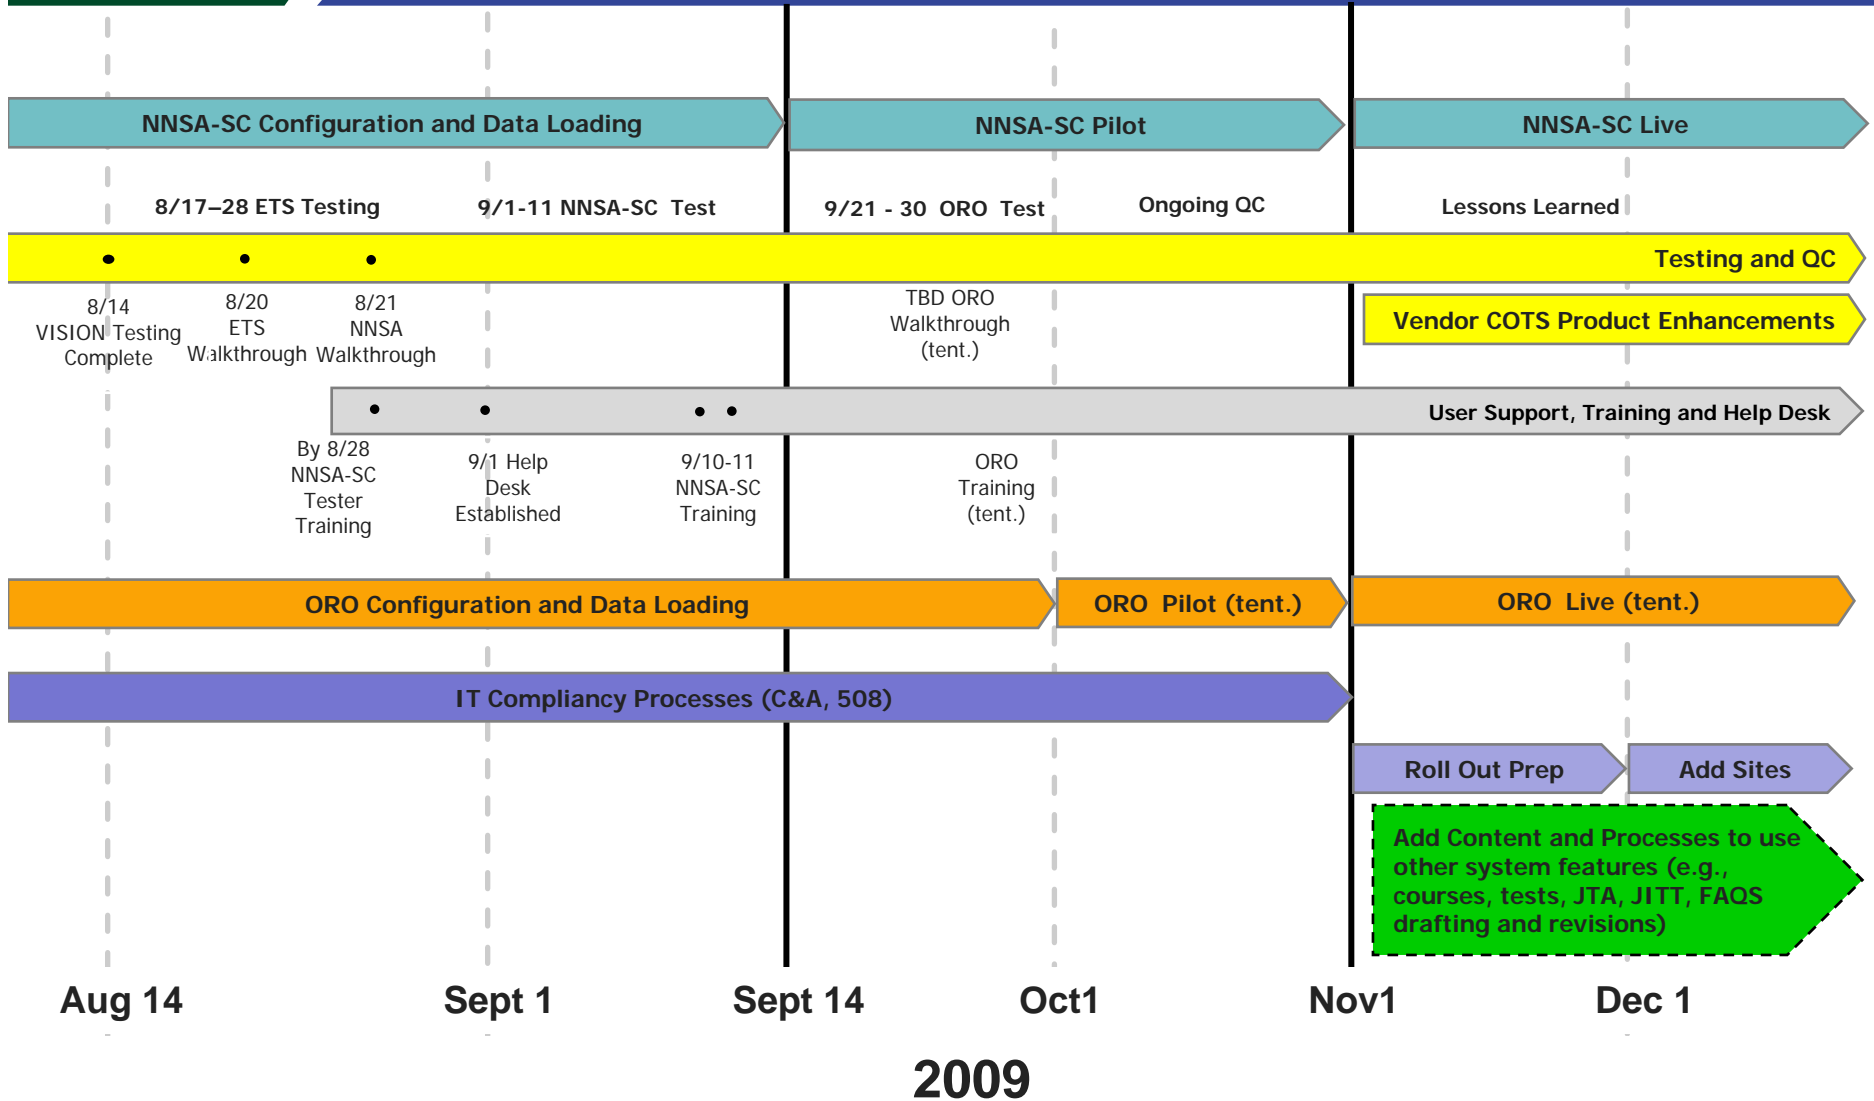 NNSA-SC Configuration and Data Loading
NNSA-SC Pilot
NNSA-SC Live
8/17–28 ETS Testing
9/1-11 NNSA-SC Test
9/21 - 30 ORO Test
Ongoing QC
Lessons Learned
Testing and QC
8/14
VISION Testing
Complete
8/20
ETS
Walkthrough
8/21
NNSA
Walkthrough
TBD ORO
Walkthrough
(tent.)
Vendor COTS Product Enhancements
User Support, Training and Help Desk
By 8/28
NNSA-SC
Tester
Training
9/1 Help
Desk
Established
9/10-11
NNSA-SC
Training
ORO
Training
(tent.)
ORO Configuration and Data Loading
ORO Pilot (tent.)
ORO Live (tent.)
IT Compliancy Processes (C&A, 508)
Roll Out Prep
Add Sites
Add Content and Processes to use
other system features (e.g.,
courses, tests, JTA, JITT, FAQS
drafting and revisions)
Aug 14
Sept 1
Sept 14
Oct1
Nov1
Dec 1
2009